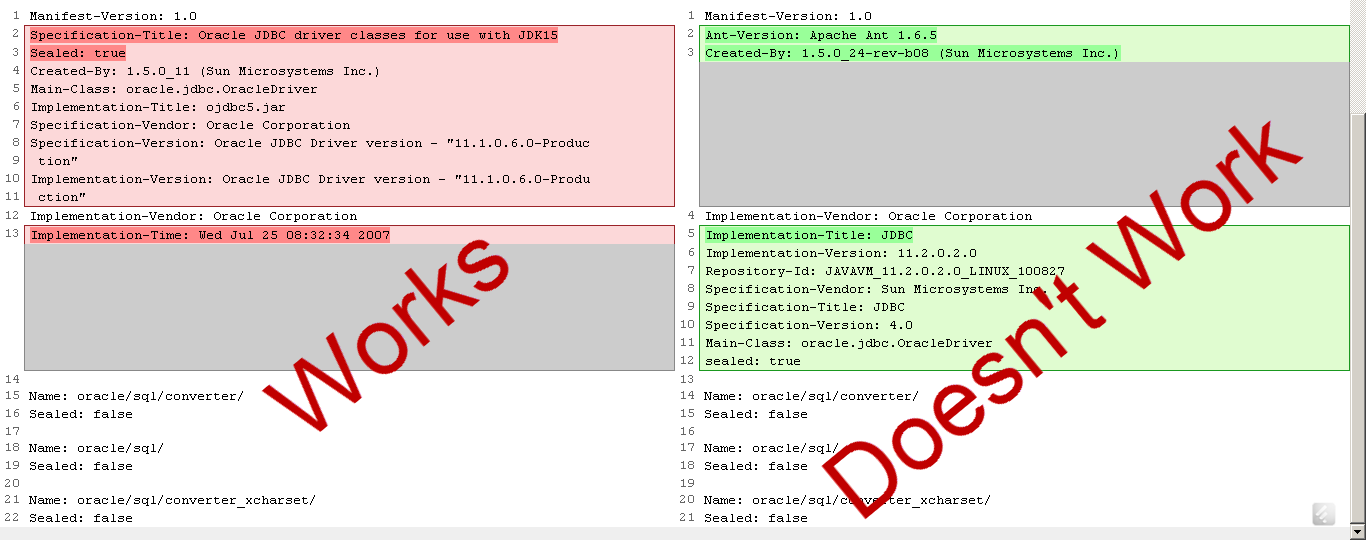 1 Manifest-Version: 1.0
2 Specification-Title: Oracle JDBC driver classes for use with JDK15
3 Sealed: true
4 Created-By: 1.5.0_11 (Sun Microsystems Inc.)
5 Main-Class: oracle.jdbc.OracleDriver
6 Implementation-Title: ojdbc5.jar
7 Specification-Vendor: Oracle Corporation
8 Specification-Version: Oracle JDBC Driver version - "11.1.0.6.0-Produc
9 tion"
10 Implementation-Version: Oracle JDBC Driver version - "11.1.0.6.0-Produ
11 ction"
12 Implementation-Vendor: Oracle Corporation
13 Implementation-Time: Wed Jul 25 08:32:34 2007
14
15 Name: oracle/sql/converter/
16 Sealed: false
17
18 Name: oracle/sql/
19 Sealed: false
20
21 Name: oracle/sql/converter_xcharset/
22 Sealed: false
Works
1 Manifest-Version: 1.0
2 Ant-Version: Apache Ant 1.6.5
3 Created-By: 1.5.0_24-rev-b08 (Sun Microsystems Inc.)
4 Implementation-Vendor: Oracle Corporation
5 Implementation-Title: JDBC
6 Implementation-Version: 11.2.0.2.0
7 Repository-Id: JAVAVM_11.2.0.2.0_LINUX_100827
8 Specification-Vendor: Sun Microsystems Inc.
9 Specification-Title: JDBC
10 Specification-Version: 4.0
11 Main-Class: oracle.jdbc.OracleDriver
12 sealed: true
13
14 Name: oracle/sql/converter/
15 Sealed: false
16
17 Name: oracle/sql/
18 Sealed: false
19
20 Name: oracle/sql/converter_xcharset/
21 Sealed: false
Doesn't Work